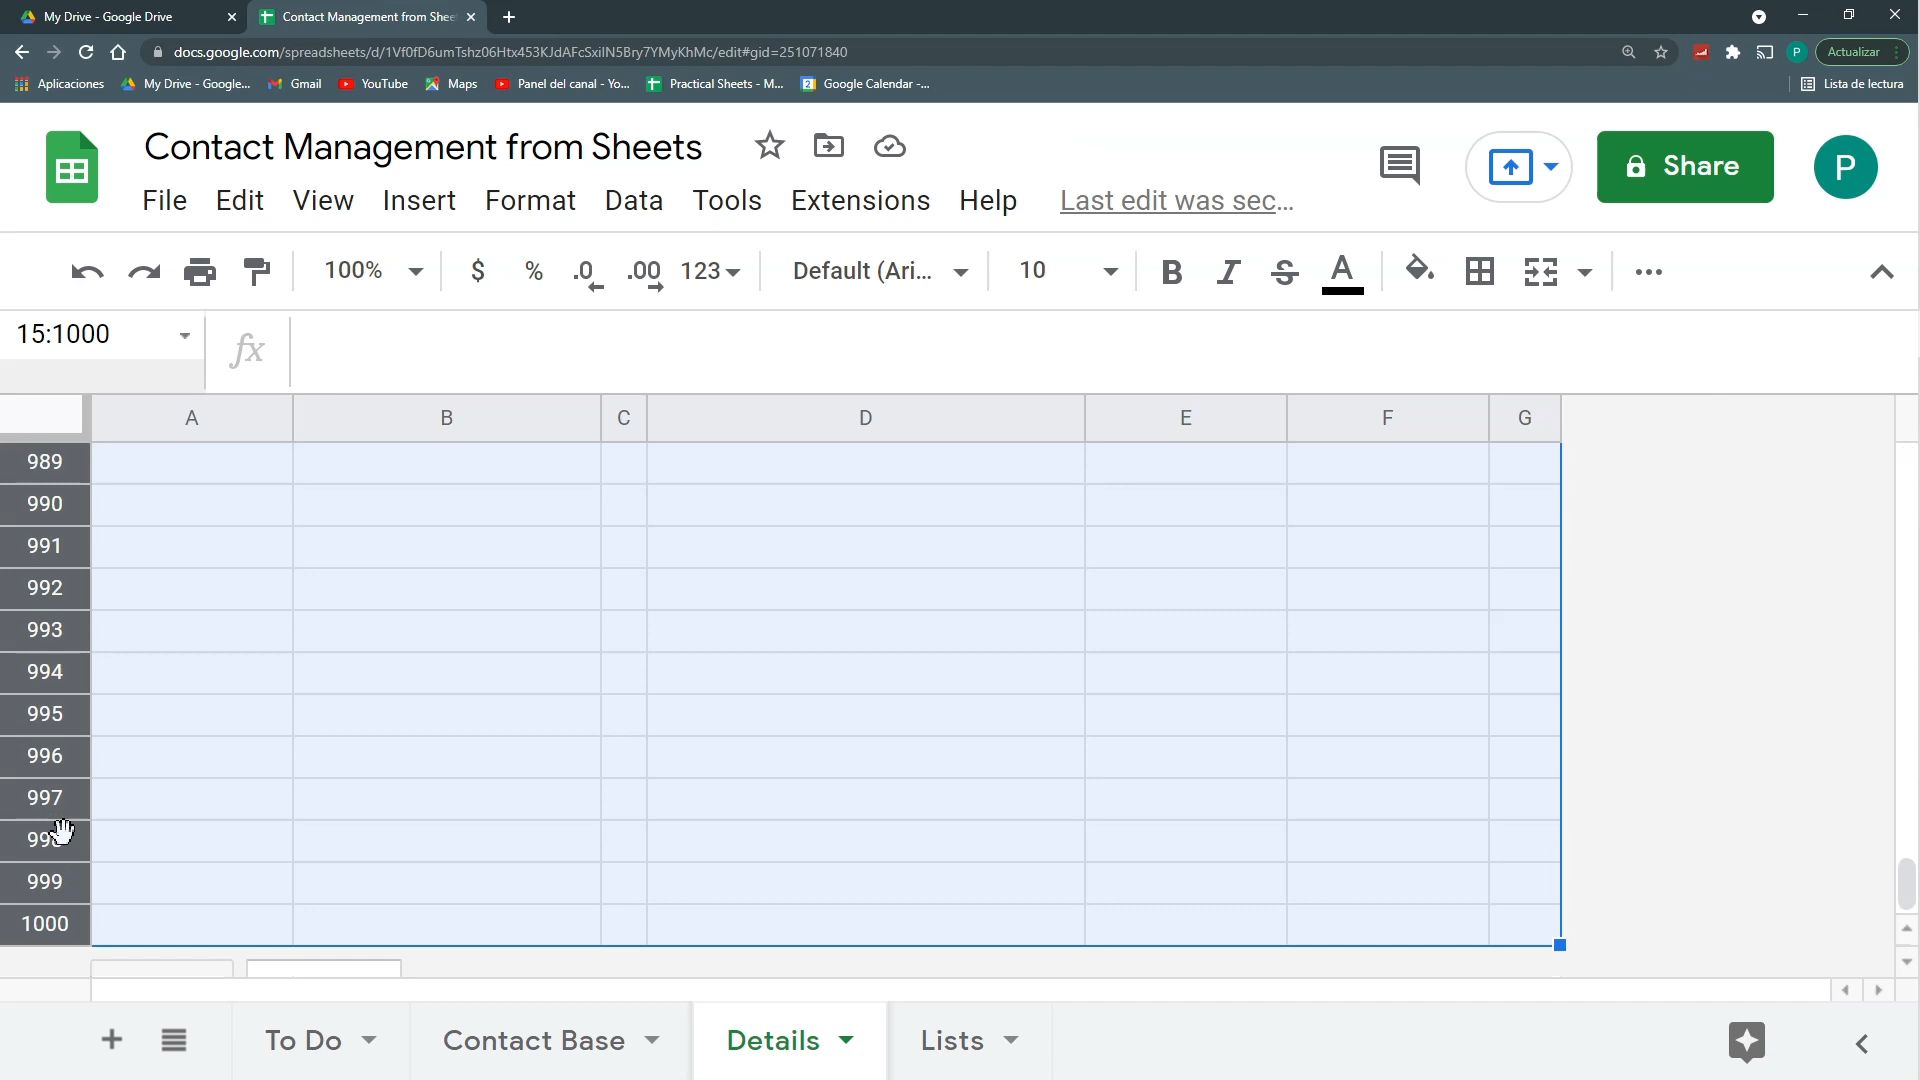 My Drive - Google Drive
Contact Management from Shee
docs.google.com/spreadsheets/d/1Vf0fD6umTshz06Htx453KJdAFcSxiIN5Bry7YMyKhMc/edit#gid=251071840
P
Actualizar
Aplicaciones
My Drive - Google...
Gmail
YouTube
Maps
Panel del canal - Yo...
Practical Sheets - M...
Google Calendar -...
Lista de lectura
Contact Management from Sheets
Share
P
File Edit View Insert Format Data Tools Extensions Help Last edit was sec...
100% $ % .0 .00 123 Default (Ari... 10 B I S A
15:1000 fx
A B C D E F G
989
990
991
992
993
994
995
996
997
998
999
1000
To Do Contact Base Details Lists